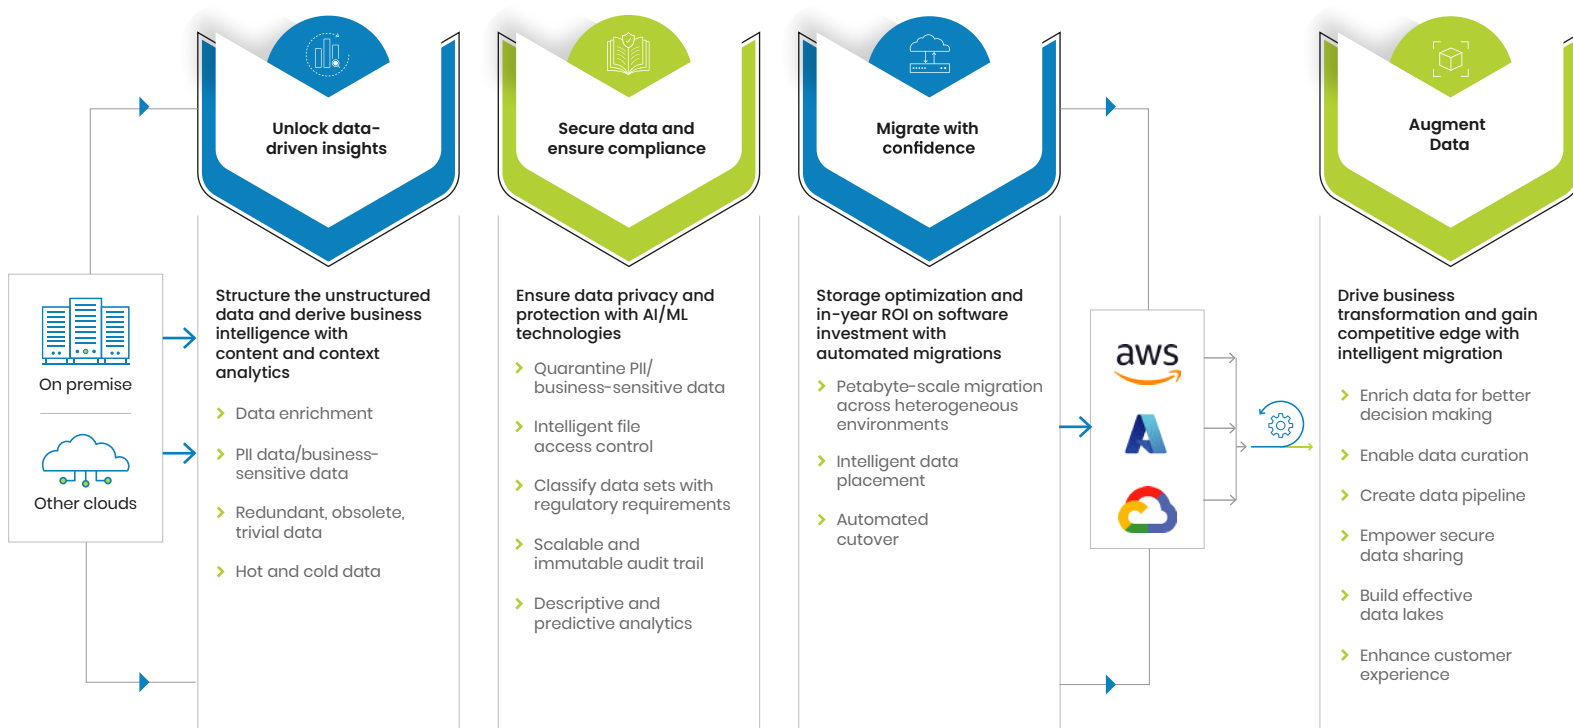 On premise
Other clouds
Unlock data-
driven insights
Structure the unstructured
data and derive business
intelligence with
content and context
analytics
Data enrichment
PII data/business-
sensitive data
Redundant, obsolete,
trivial data
Hot and cold data
Secure data and
ensure compliance
Ensure data privacy and
protection with AI/ML
technologies
Quarantine PII/
business-sensitive data
Intelligent file
access control
Classify data sets with
regulatory requirements
Scalable and
immutable audit trail
Descriptive and
predictive analytics
Migrate with
confidence
Storage optimization and
in-year ROI on software
investment with
automated migrations
Petabyte-scale migration
across heterogeneous
environments
Intelligent data
placement
Automated
cutover
aws
Augment
Data
Drive business
transformation and gain
competitive edge with
intelligent migration
Enrich data for better
decision making
Enable data curation
Create data pipeline
Empower secure
data sharing
Build effective
data lakes
Enhance customer
experience